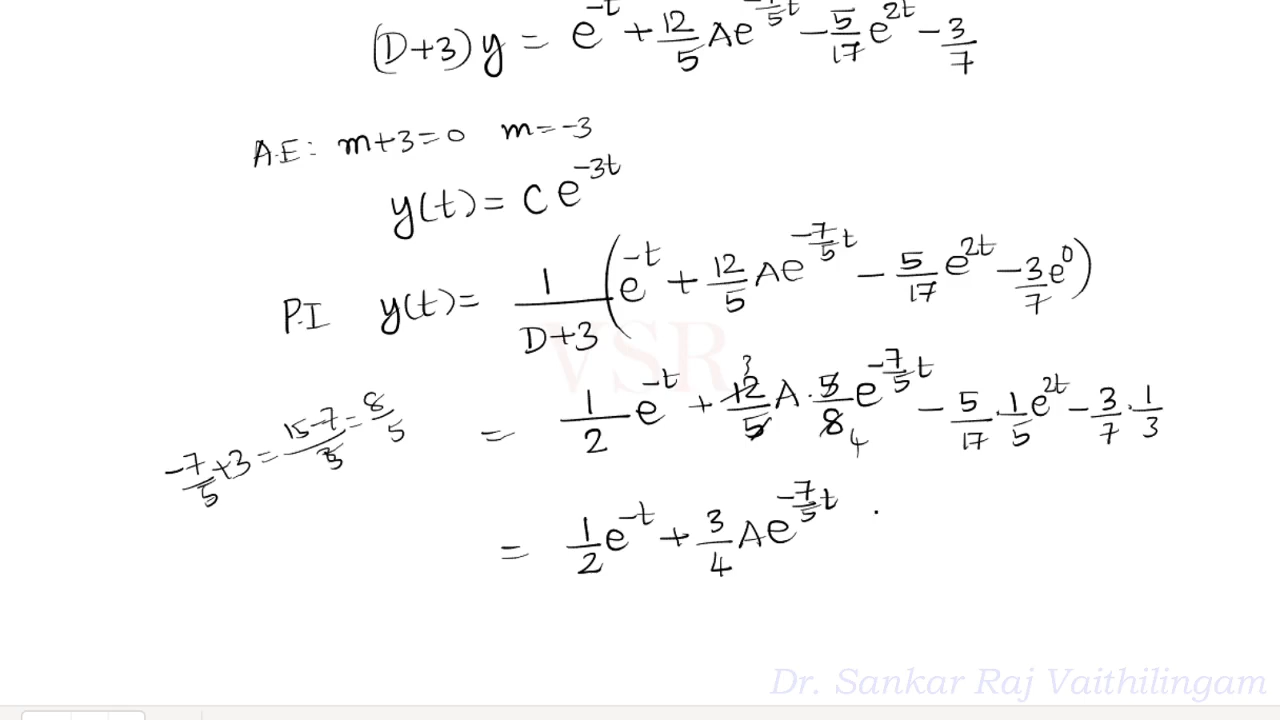 (D+3)y = e^{-t} + 12/5 Ae^{-7/5 t} - 5/17 e^{2t} - 3/7
A.E: m+3=0 m=-3
y(t) = Ce^{-3t}
P.I y(t) = 1/(D+3) (e^{-t} + 12/5 Ae^{-7/5 t} - 5/17 e^{2t} - 3/7 e^0)
= 1/2 e^{-t} + 12/5 A · 5/8 e^{-7/5 t} - 5/17 · 1/5 e^{2t} - 3/7 · 1/3
3
4
-7/5 + 3 = (15-7)/5 = 8/5
= 1/2 e^{-t} + 3/4 Ae^{-7/5 t} .
VSR
Dr. Sankar Raj Vaithilingam